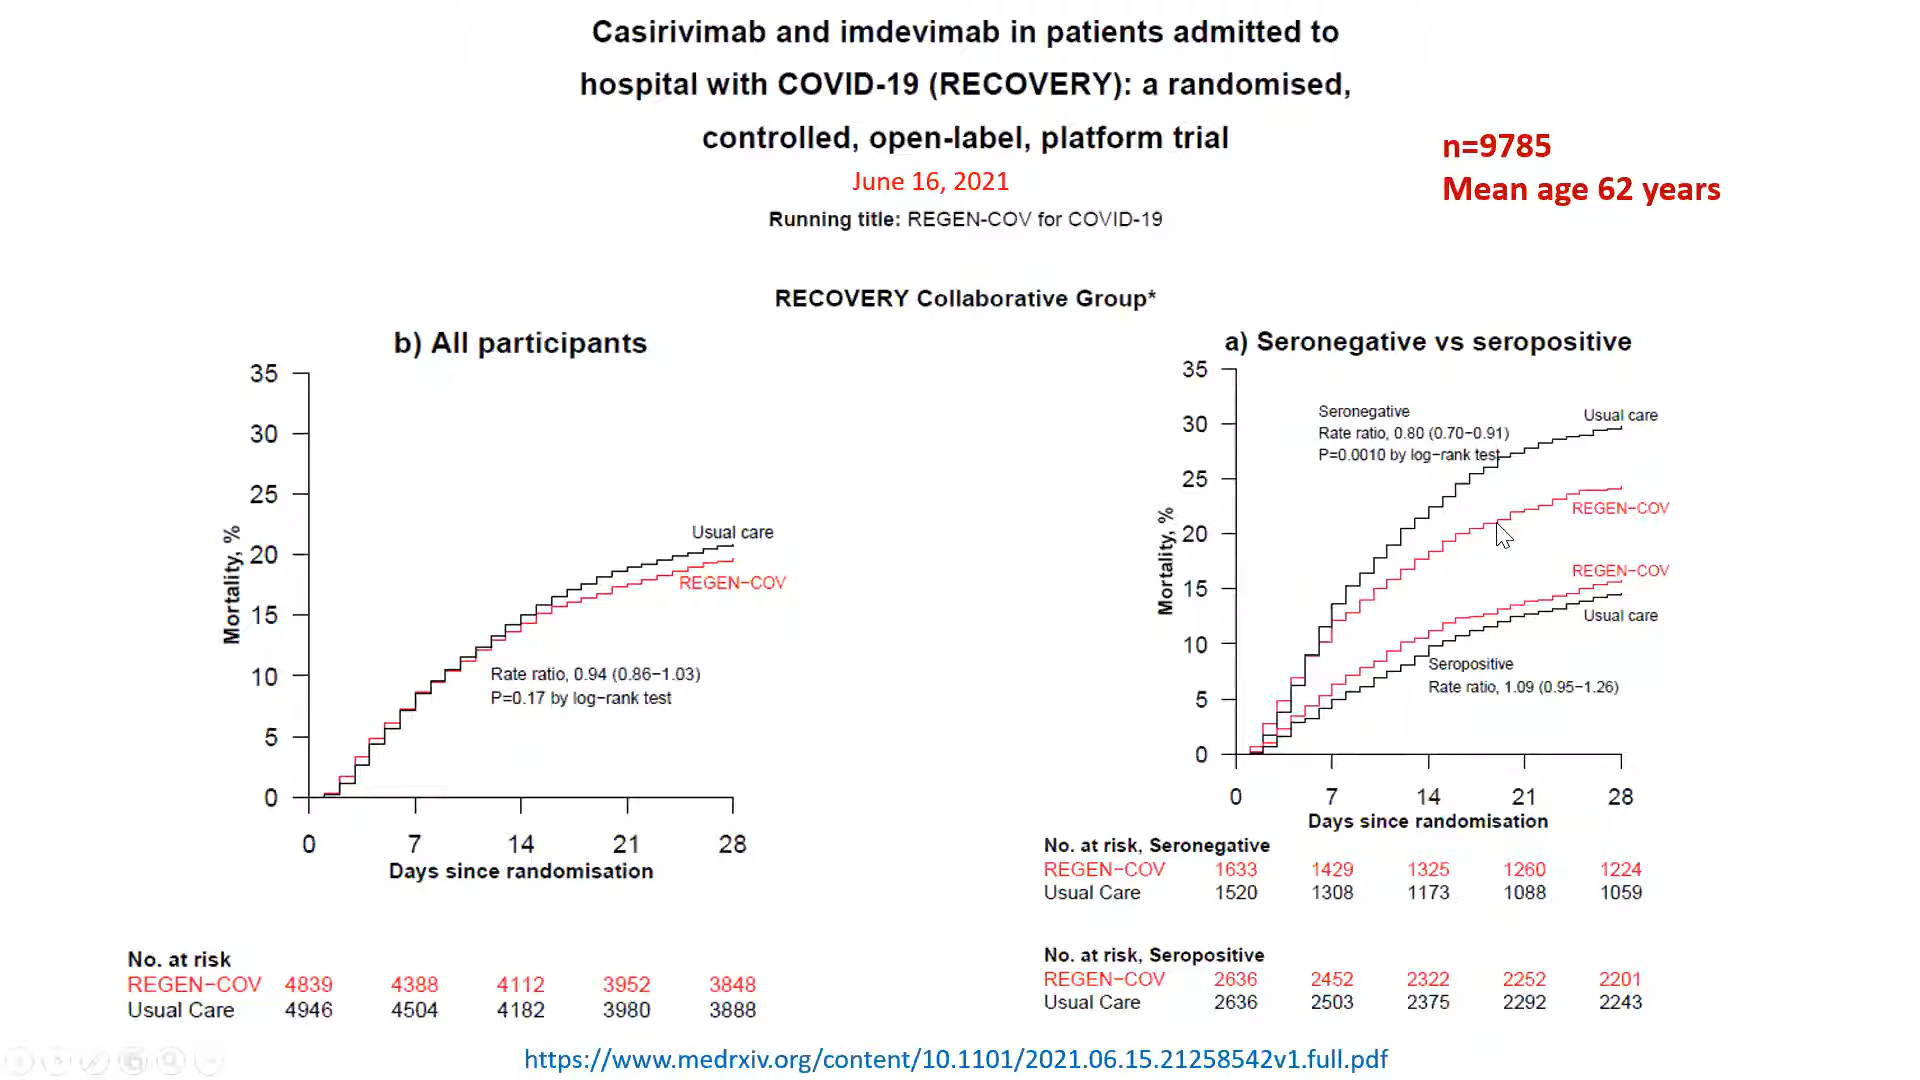 Casirivimab and imdevimab in patients admitted to
hospital with COVID-19 (RECOVERY): a randomised,
controlled, open-label, platform trial
n=9785
Mean age 62 years
June 16, 2021
Running title: REGEN-COV for COVID-19
RECOVERY Collaborative Group*
b) All participants
35
30
25
20
15
10
5
0
Mortality, %
Usual care
REGEN-COV
Rate ratio, 0.94 (0.86-1.03)
P=0.17 by log-rank test
0 7 14 21 28
Days since randomisation
No. at risk
REGEN-COV 4839 4388 4112 3952 3848
Usual Care 4946 4504 4182 3980 3888
a) Seronegative vs seropositive
35
30
25
20
15
10
5
0
Mortality, %
Seronegative
Rate ratio, 0.80 (0.70-0.91)
P=0.0010 by log-rank test
Usual care
REGEN-COV
REGEN-COV
Usual care
Seropositive
Rate ratio, 1.09 (0.95-1.26)
0 7 14 21 28
Days since randomisation
No. at risk, Seronegative
REGEN-COV 1633 1429 1325 1260 1224
Usual Care 1520 1308 1173 1088 1059
No. at risk, Seropositive
REGEN-COV 2636 2452 2322 2252 2201
Usual Care 2636 2503 2375 2292 2243
https://www.medrxiv.org/content/10.1101/2021.06.15.21258542v1.full.pdf